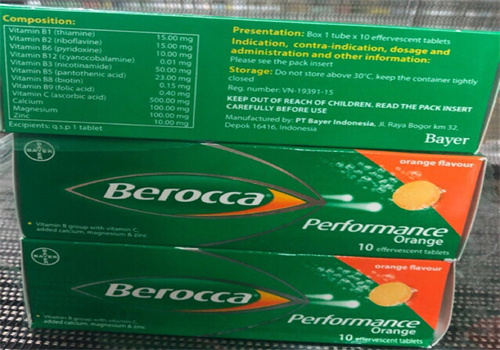 Composition:
Vitamin B1 (thiamine) 15.00 mg
Vitamin B2 (riboflavine) 15.00 mg
Vitamin B6 (pyridoxine) 10.00 mg
Vitamin B12 (cyanocobalamine) 0.01 mg
Vitamin B3 (nicotinamide) 50.00 mg
Vitamin B5 (pantothenic acid) 23.00 mg
Vitamin B8 (biotin) 0.15 mg
Vitamin B9 (folic acid) 0.40 mg
Vitamin C (ascorbic acid) 500.00 mg
Calcium 100.00 mg
Magnesium 100.00 mg
Zinc 10.00 mg
Excipients: q.s.p 1 tablet
Presentation: Box 1 tube x 10 effervescent tablets
Indication, contra-indication, dosage and
administration and other information:
Please see the pack insert
Storage: Do not store above 30°C, keep the container tightly
closed
Reg. number: VN-19391-15
KEEP OUT OF REACH OF CHILDREN. READ THE PACK INSERT
CAREFULLY BEFORE USE
Manufactured by: PT Bayer Indonesia, Jl. Raya Bogor km 32,
Depok 16416, Indonesia
Bayer
BAYER
orange flavour
Berocca
Performance
Orange
10 effervescent tablets
• Vitamin B group with vitamin C,
added calcium, magnesium & zinc
BAYER
orange flavour
Berocca
Performance
Orange
10 effervescent tablets
• Vitamin B group with vitamin C,
added calcium, magnesium & zinc